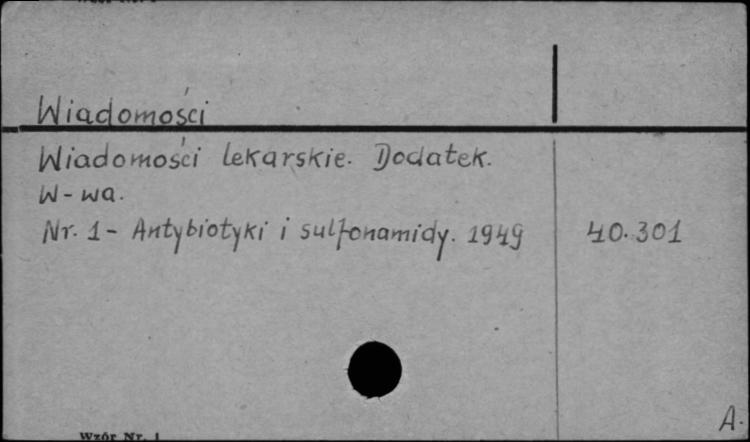 Wiadomości
Wiadomości lekarskie. Dodatek.
W-wa.
Nr. 1 - Antybiotyki i sulfonamidy. 1949 40.301
A.
Wzór Nr. 1